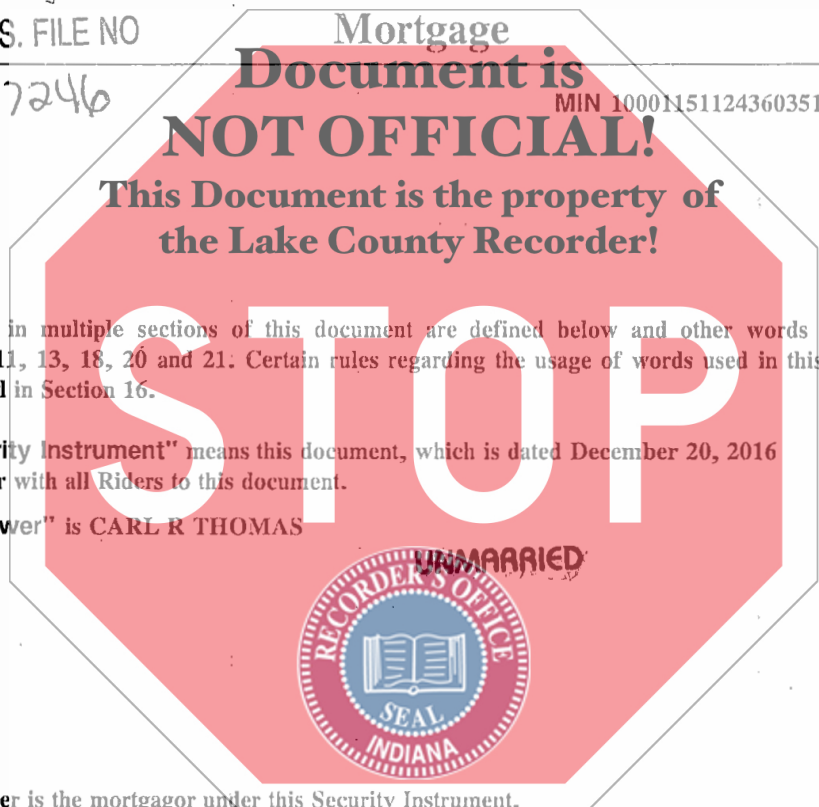 S. FILE NO
Mortgage
Document is
7246
MIN 10001151124360351
NOT OFFICIAL!
This Document is the property of
the Lake County Recorder!
in multiple sections of this document are defined below and other words
11, 13, 18, 20 and 21. Certain rules regarding the usage of words used in this
in Section 16.
STOP
ity Instrument" means this document, which is dated December 20, 2016
r with all Riders to this document.
wer" is CARL R THOMAS
UNMARRIED
RECORDER'S OFFICE
SEAL
INDIANA
er is the mortgagor under this Security Instrument.